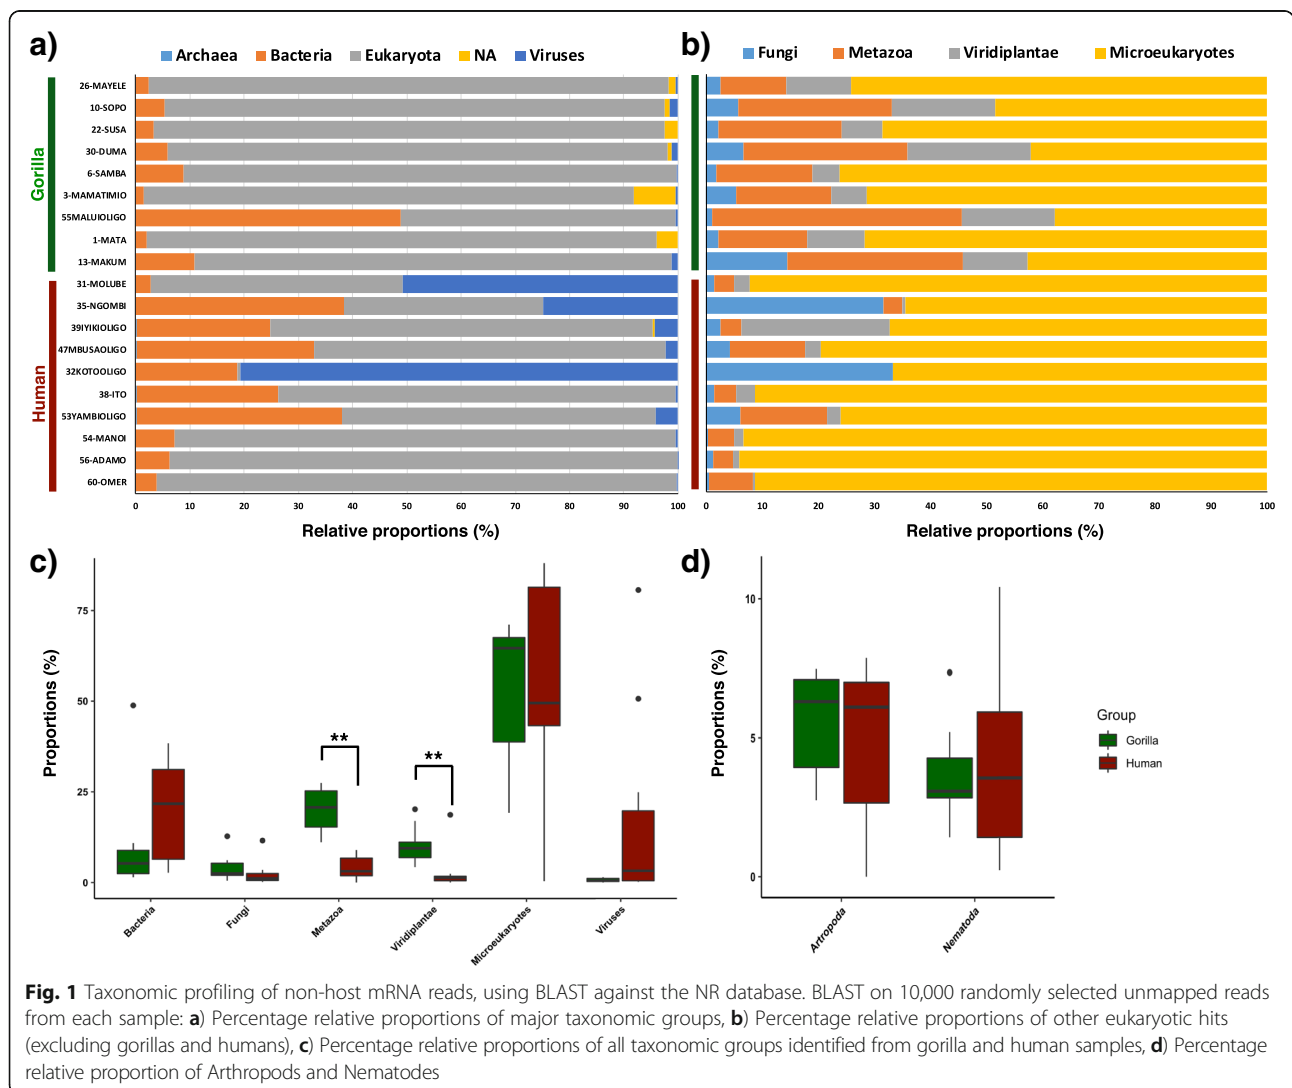 a)
Archaea Bacteria Eukaryota NA Viruses
Gorilla
Human
26-MAYELE
10-SOPO
22-SUSA
30-DUMA
6-SAMBA
3-MAMATIMIO
55MALUIOLIGO
1-MATA
13-MAKUM
31-MOLUBE
35-NGOMBI
39IYIKIOLIGO
47MBUSAOLIGO
32KOTOOLIGO
38-ITO
53YAMBIOLIGO
54-MANOI
56-ADAMO
60-OMER
0 10 20 30 40 50 60 70 80 90 100
Relative proportions (%)
b)
Fungi Metazoa Viridiplantae Microeukaryotes
0 10 20 30 40 50 60 70 80 90 100
Relative proportions (%)
c)
Proportions (%)
75
50
25
0
**
**
Bacteria
Fungi
Metazoa
Viridiplantae
Microeukaryotes
Viruses
d)
Proportions (%)
10
5
0
Artropoda
Nematoda
Group
Gorilla
Human
Fig. 1 Taxonomic profiling of non-host mRNA reads, using BLAST against the NR database. BLAST on 10,000 randomly selected unmapped reads
from each sample: a) Percentage relative proportions of major taxonomic groups, b) Percentage relative proportions of other eukaryotic hits
(excluding gorillas and humans), c) Percentage relative proportions of all taxonomic groups identified from gorilla and human samples, d) Percentage
relative proportion of Arthropods and Nematodes